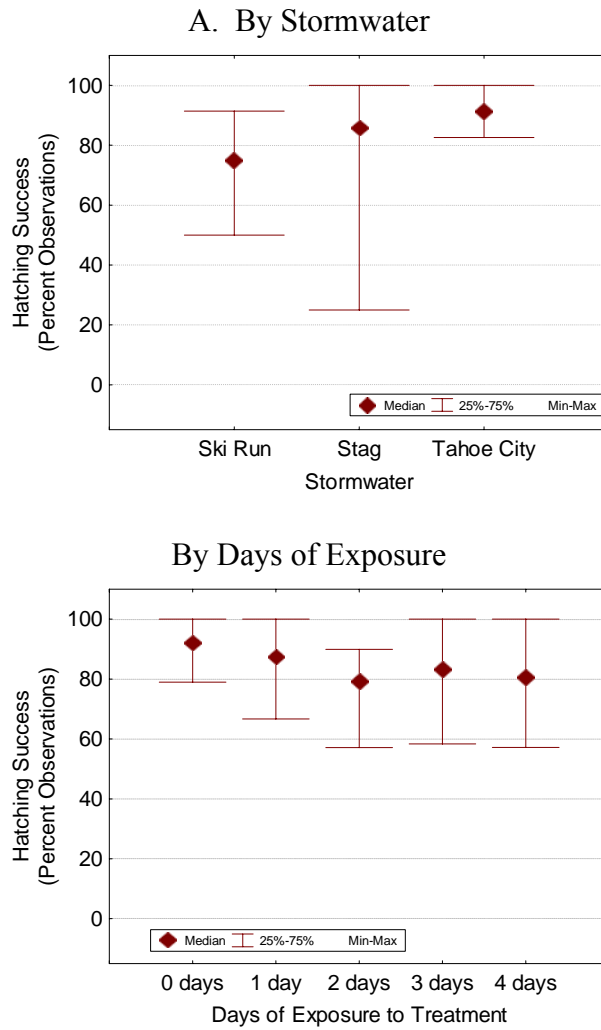 A. By Stormwater
Hatching Success
(Percent Observations)
100
80
60
40
20
0
Median 25%-75% Min-Max
Ski Run Stag Tahoe City
Stormwater
By Days of Exposure
Hatching Success
(Percent Observations)
100
80
60
40
20
0
Median 25%-75% Min-Max
0 days 1 day 2 days 3 days 4 days
Days of Exposure to Treatment